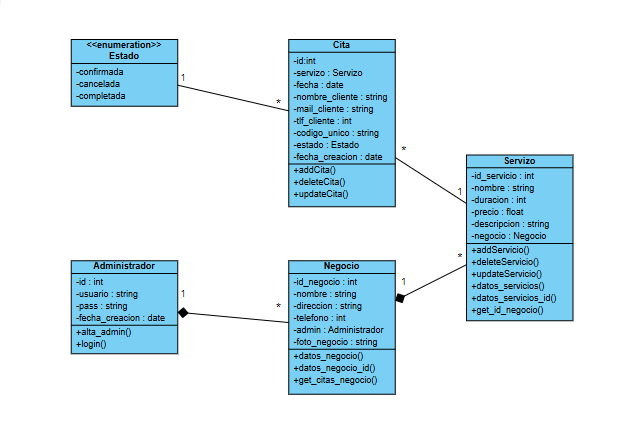 <<enumeration>>
Estado
-confirmada
-cancelada
-completada
1
*
Cita
-id:int
-servizo : Servizo
-fecha : date
-nombre_cliente : string
-mail_cliente : string
-tlf_cliente : int
-codigo_unico : string
-estado : Estado
-fecha_creacion : date
+addCita()
+deleteCita()
+updateCita()
*
1
Servizo
-id_servicio : int
-nombre : string
-duracion : int
-precio : float
-descripcion : string
-negocio : Negocio
+addServicio()
+deleteServicio()
+updateServicio()
+datos_servicios()
+datos_servicios_id()
+get_id_negocio()
*
1
Administrador
-id : int
-usuario : string
-pass : string
-fecha_creacion : date
+alta_admin()
+login()
1
*
Negocio
-id_negocio : int
-nombre : string
-direccion : string
-telefono : int
-admin : Administrador
-foto_negocio : string
+datos_negocio()
+datos_negocio_id()
+get_citas_negocio()